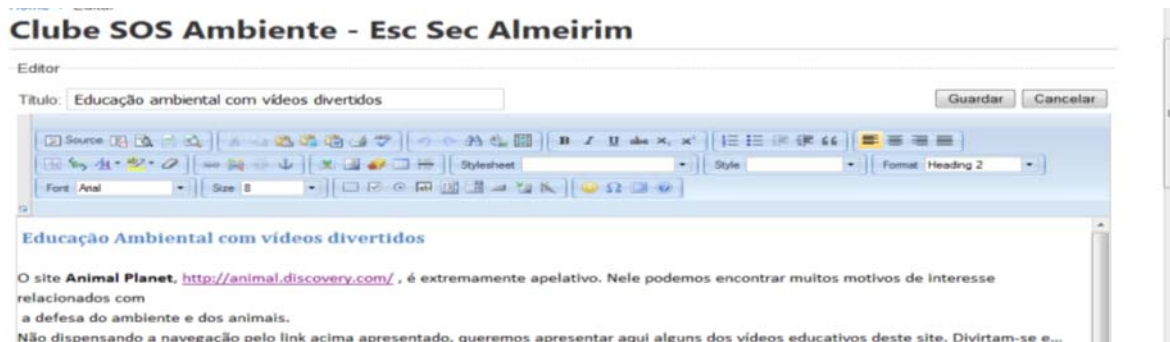 Clube SOS Ambiente - Esc Sec Almeirim
Editor
Título: Educação ambiental com vídeos divertidos Guardar Cancelar
Source B I U abc X₂ X²
Stylesheet Style Format Heading 2
Font Arial Size 8
Educação Ambiental com vídeos divertidos
O site Animal Planet, http://animal.discovery.com/ , é extremamente apelativo. Nele podemos encontrar muitos motivos de interesse
relacionados com
a defesa do ambiente e dos animais.
Não dispensando a navegação pelo link acima apresentado, queremos apresentar aqui alguns dos vídeos educativos deste site. Divirtam-se e...